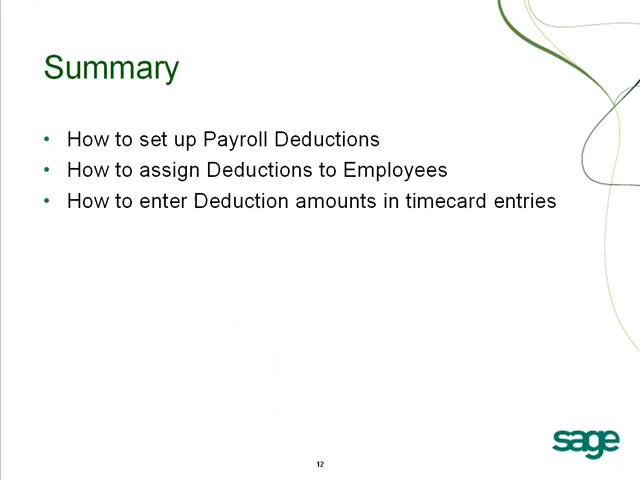 Summary
• How to set up Payroll Deductions
• How to assign Deductions to Employees
• How to enter Deduction amounts in timecard entries
sage
12